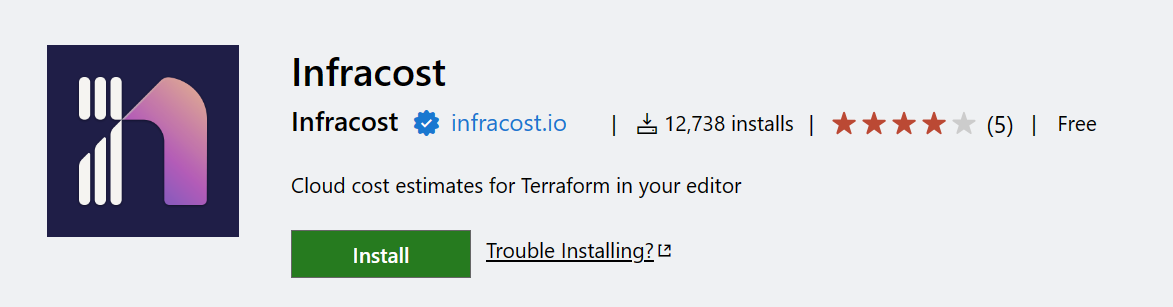 Infracost
Infracost infracost.io | 12,738 installs | (5) | Free
Cloud cost estimates for Terraform in your editor
Install Trouble Installing?